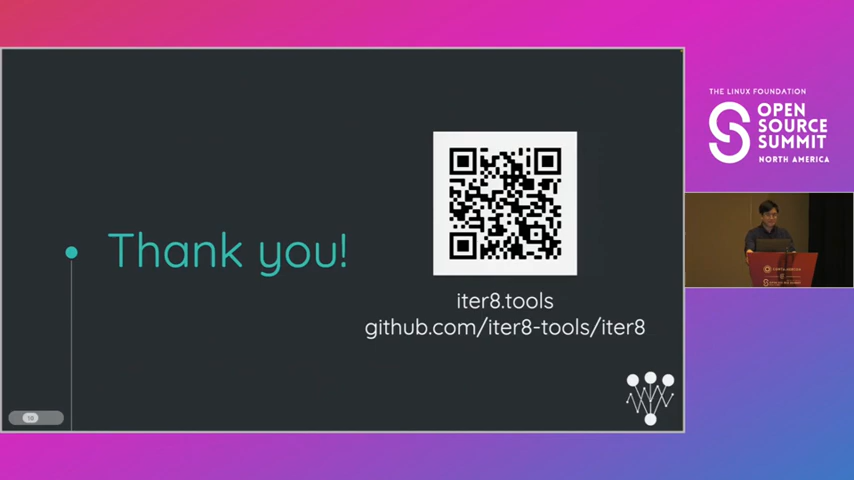 Thank you!
iter8.tools
github.com/iter8-tools/iter8
THE LINUX FOUNDATION
OPEN
SOURCE
SUMMIT
NORTH AMERICA